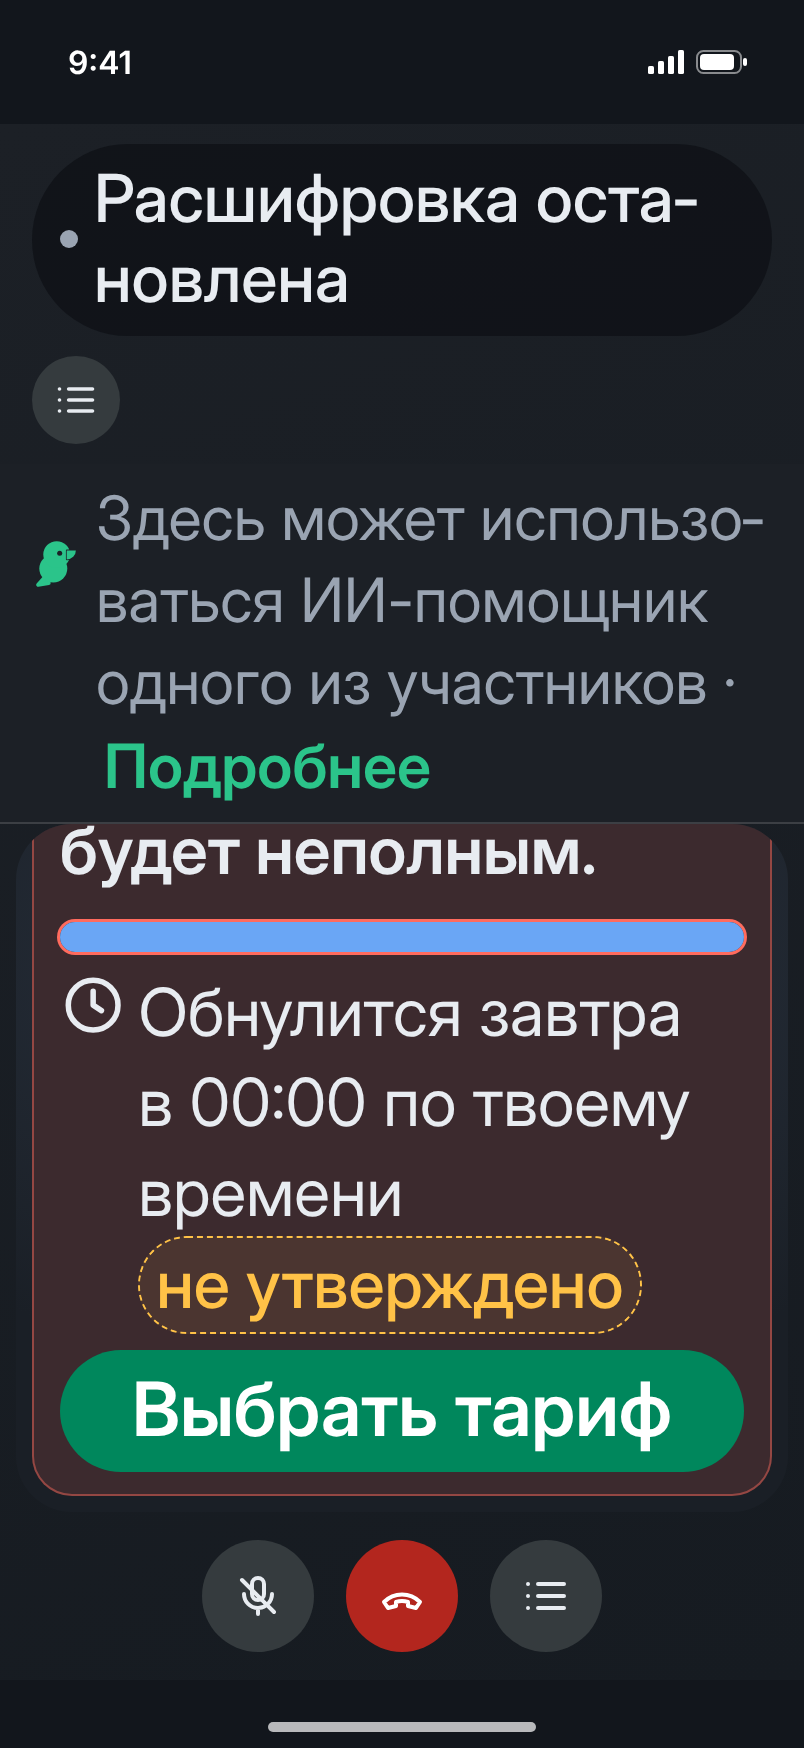 9:41
Расшифровка оста-
новлена
Здесь может использо-
ваться ИИ-помощник
одного из участников ·
Подробнее
будет неполным.
Обнулится завтра
в 00:00 по твоему
времени
не утверждено
Выбрать тариф